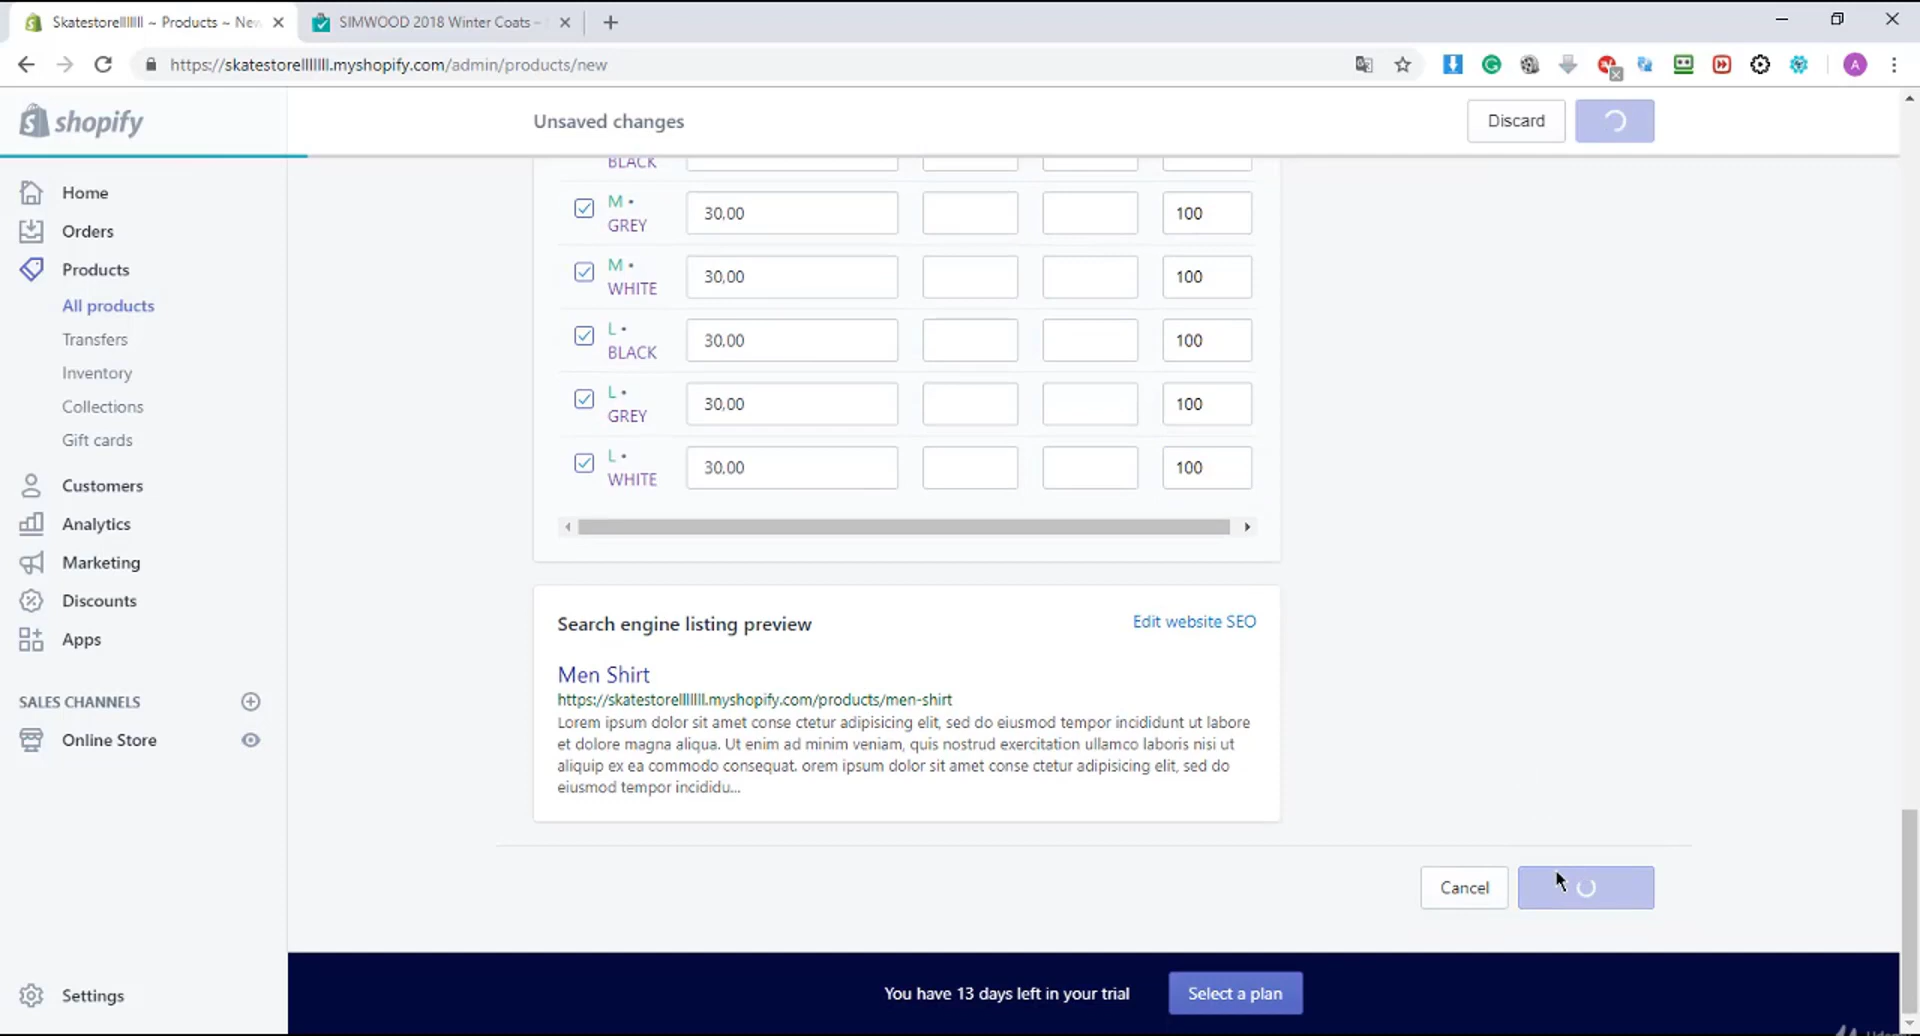 Skatestorelllllll ~ Products ~ New
SIMWOOD 2018 Winter Coats -
https://skatestorelllllll.myshopify.com/admin/products/new
A
shopify
Unsaved changes
Discard
Home
Orders
Products
All products
Transfers
Inventory
Collections
Gift cards
Customers
Analytics
Marketing
Discounts
Apps
SALES CHANNELS
Online Store
Settings
BLACK
M •
GREY
30,00
100
M •
WHITE
30,00
100
L •
BLACK
30,00
100
L •
GREY
30,00
100
L •
WHITE
30,00
100
Search engine listing preview
Edit website SEO
Men Shirt
https://skatestorelllllll.myshopify.com/products/men-shirt
Lorem ipsum dolor sit amet conse ctetur adipisicing elit, sed do eiusmod tempor incididunt ut labore
et dolore magna aliqua. Ut enim ad minim veniam, quis nostrud exercitation ullamco laboris nisi ut
aliquip ex ea commodo consequat. orem ipsum dolor sit amet conse ctetur adipisicing elit, sed do
eiusmod tempor incididu...
Cancel
You have 13 days left in your trial
Select a plan